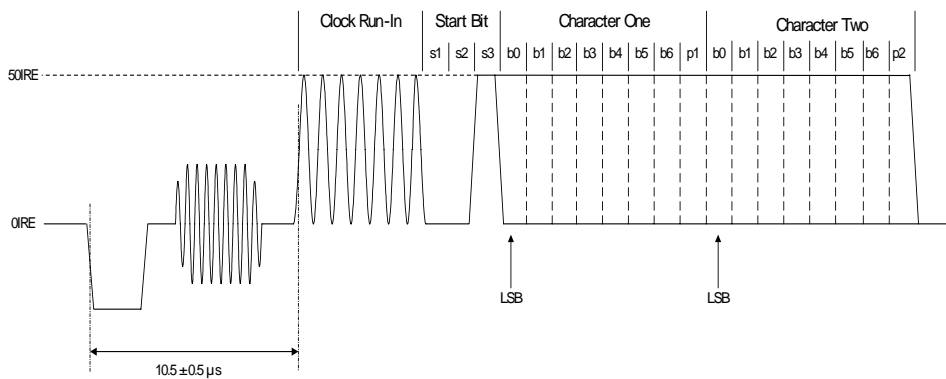 Clock Run-In Start Bit Character One Character Two
s1 s2 s3 b0 b1 b2 b3 b4 b5 b6 p1 b0 b1 b2 b3 b4 b5 b6 p2
50IRE
0IRE
LSB LSB
10.5 ±0.5 µs